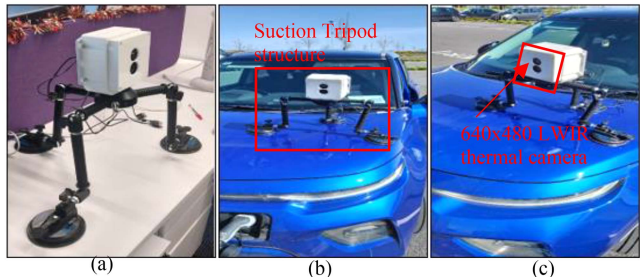 Suction Tripod
structure
640x480 LWIR
thermal camera
(a)
(b)
(c)